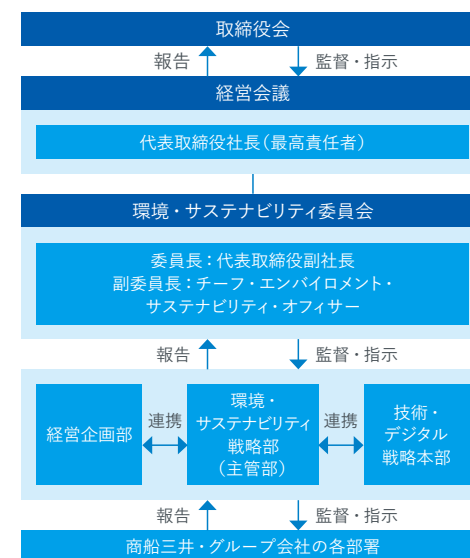 取締役会
報告
監督・指示
経営会議
代表取締役社長（最高責任者）
環境・サステナビリティ委員会
委員長：代表取締役副社長
副委員長：チーフ・エンバイロメント・
サステナビリティ・オフィサー
報告
監督・指示
経営企画部
連携
環境・
サステナビリティ
戦略部
（主管部）
連携
技術・
デジタル
戦略本部
報告
監督・指示
商船三井・グループ会社の各部署